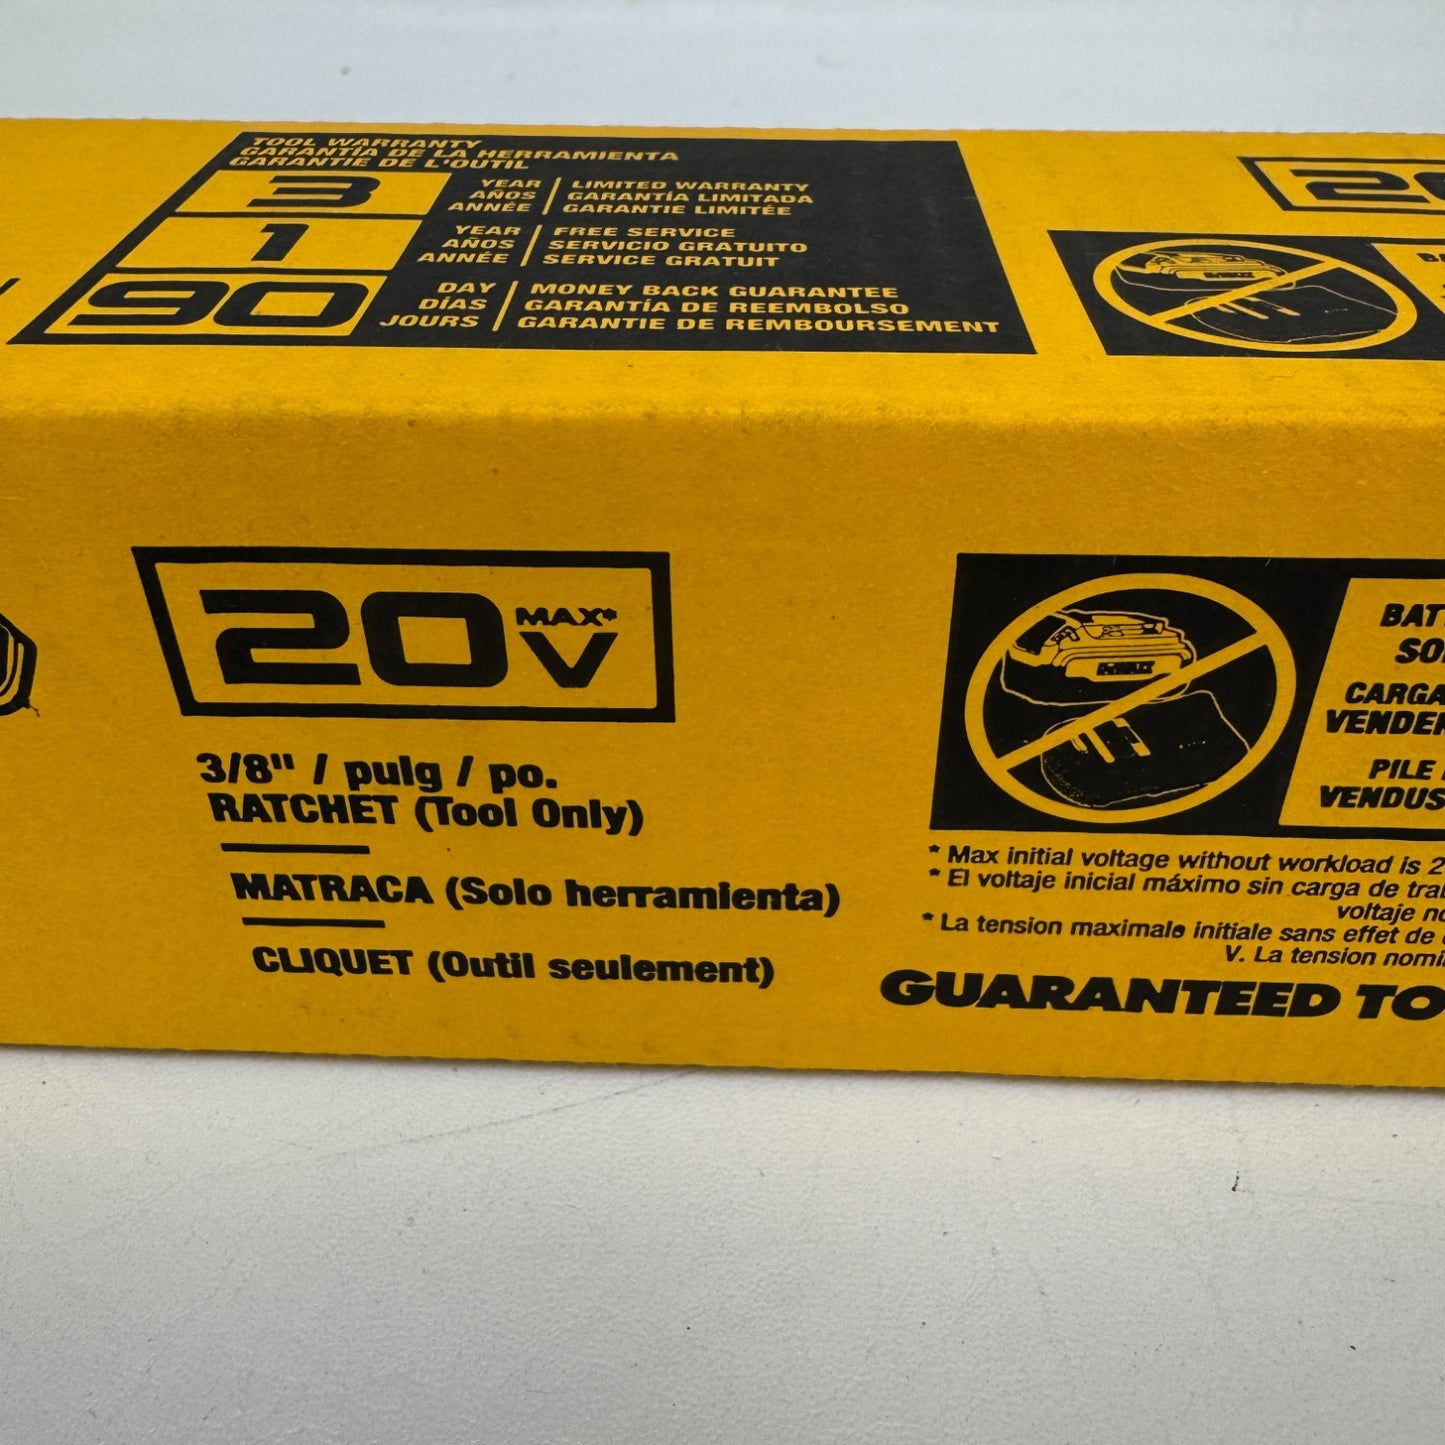 TOOL WARRANTY
GARANTÍA DE LA HERRAMIENTA
GARANTIE DE L'OUTIL
3
YEAR | LIMITED WARRANTY
AÑOS | GARANTÍA LIMITADA
ANNÉE | GARANTIE LIMITÉE
1
YEAR | FREE SERVICE
AÑOS | SERVICIO GRATUITO
ANNÉE | SERVICE GRATUIT
90
DAY | MONEY BACK GUARANTEE
DÍAS | GARANTÍA DE REEMBOLSO
JOURS | GARANTIE DE REMBOURSEMENT
20V MAX*
3/8" / pulg / po.
RATCHET (Tool Only)
MATRACA (Solo herramienta)
CLIQUET (Outil seulement)
DEWALT
* Max initial voltage without workload is
* El voltaje inicial máximo sin carga de
voltaje
* La tension maximale initiale sans effet de
V. La tension
GUARANTEED